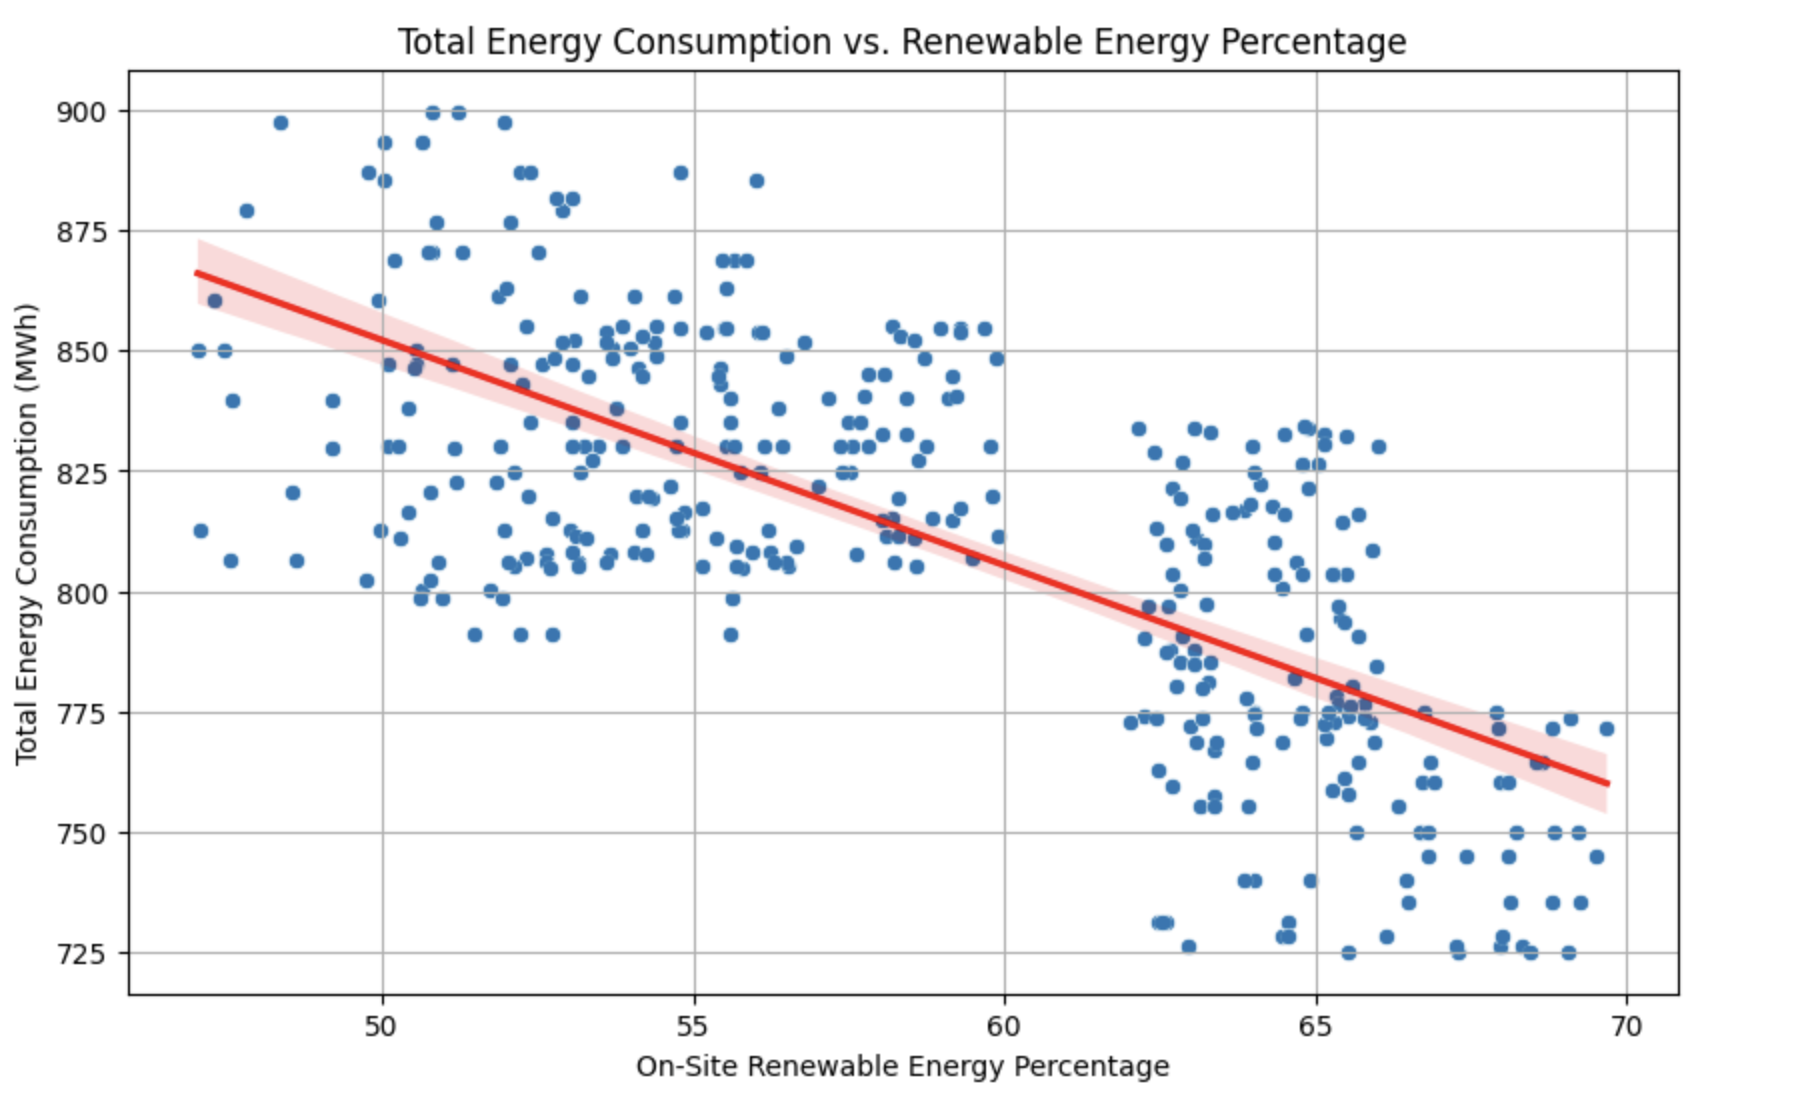 Total Energy Consumption vs. Renewable Energy Percentage
900
875
850
825
800
775
750
725
Total Energy Consumption (MWh)
50 55 60 65 70
On-Site Renewable Energy Percentage